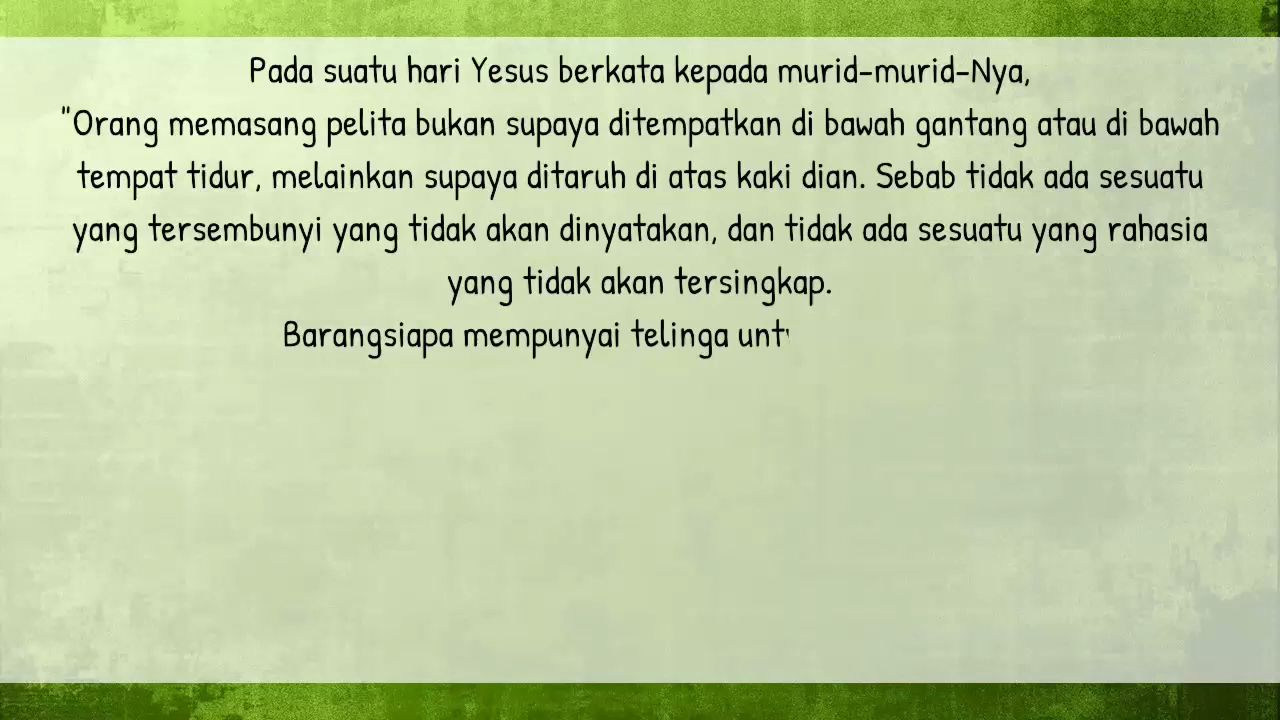 Pada suatu hari Yesus berkata kepada murid-murid-Nya,
"Orang memasang pelita bukan supaya ditempatkan di bawah gantang atau di bawah
tempat tidur, melainkan supaya ditaruh di atas kaki dian. Sebab tidak ada sesuatu
yang tersembunyi yang tidak akan dinyatakan, dan tidak ada sesuatu yang rahasia
yang tidak akan tersingkap.
Barangsiapa mempunyai telinga